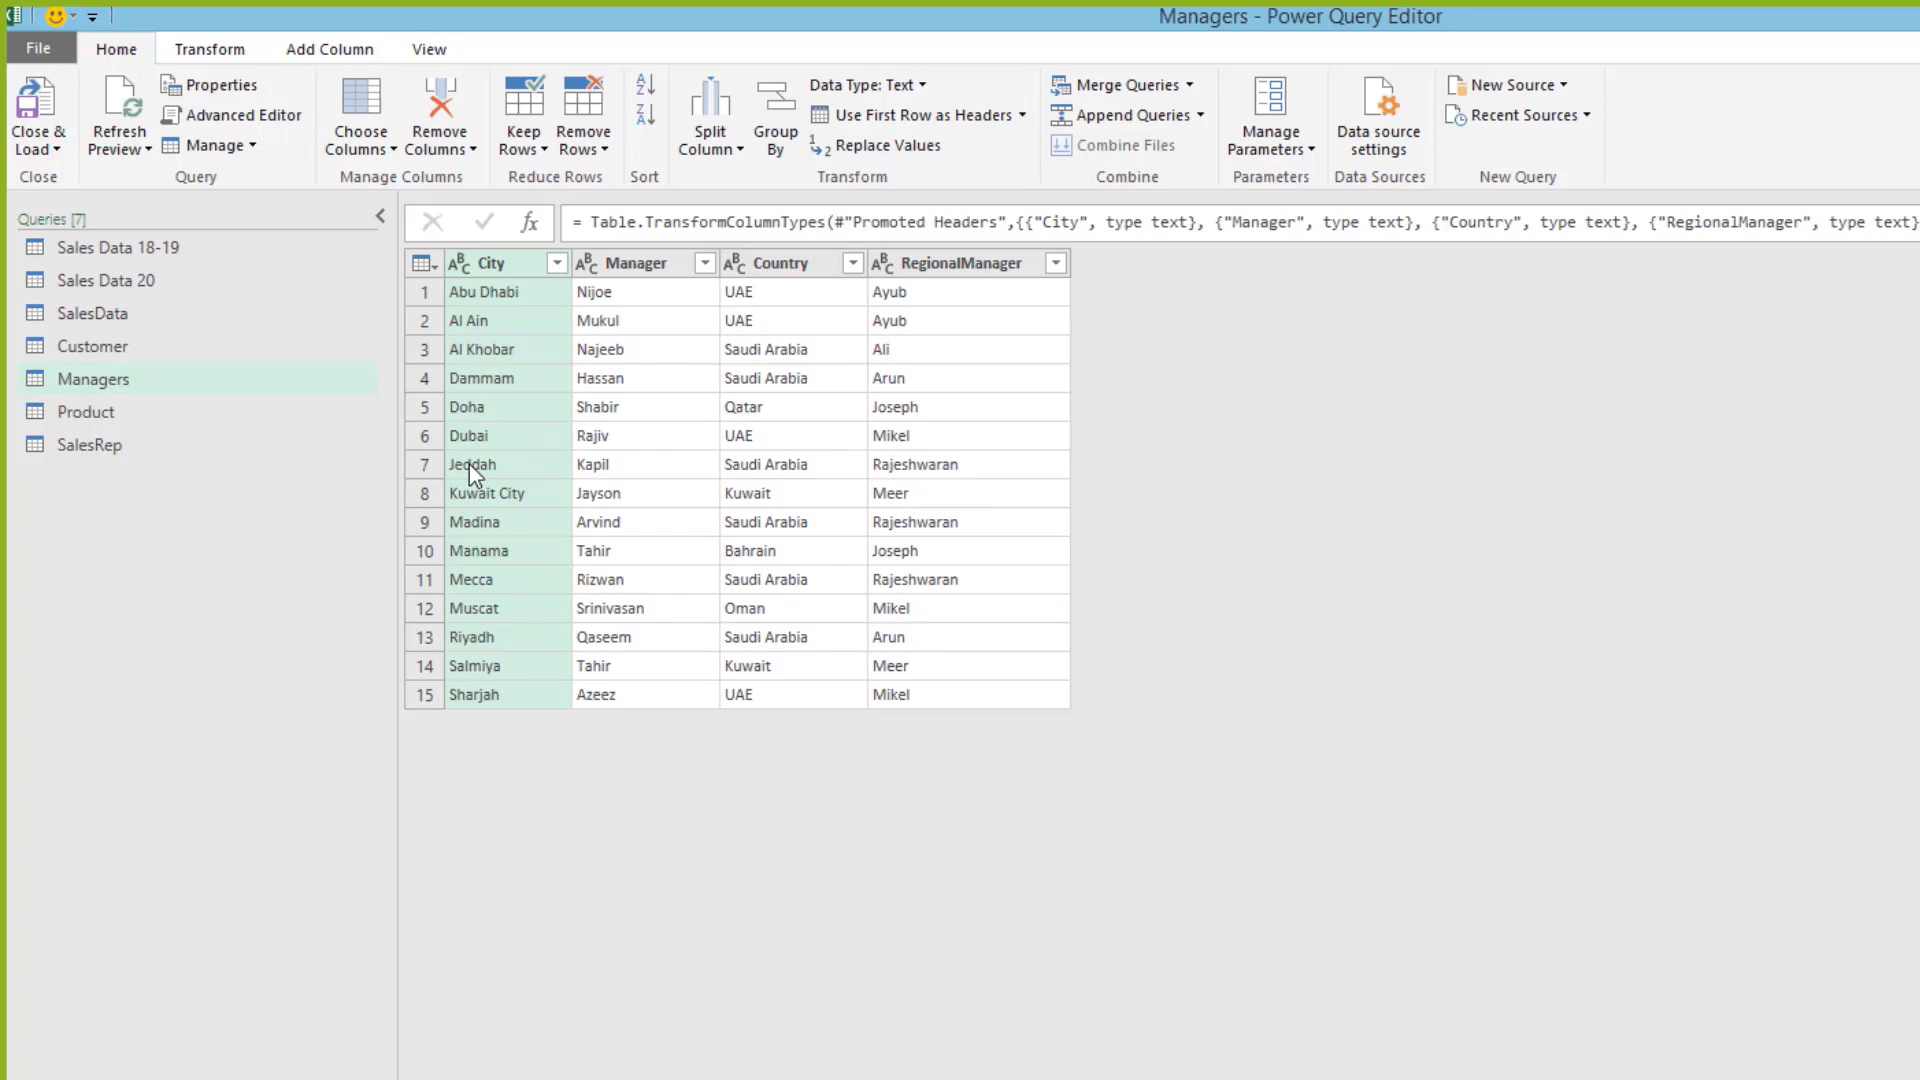 Managers - Power Query Editor
File Home Transform Add Column View
Close & Load
Refresh Preview
Properties
Advanced Editor
Manage
Choose Columns
Remove Columns
Keep Rows
Remove Rows
Split Column
Group By
Data Type: Text
Use First Row as Headers
Replace Values
Merge Queries
Append Queries
Combine Files
Manage Parameters
Data source settings
New Source
Recent Sources
Close Query Manage Columns Reduce Rows Sort Transform Combine Parameters Data Sources New Query
Queries [7]
Sales Data 18-19
Sales Data 20
SalesData
Customer
Managers
Product
SalesRep
fx = Table.TransformColumnTypes(#"Promoted Headers",{{"City", type text}, {"Manager", type text}, {"Country", type text}, {"RegionalManager", type text}
ABC City ABC Manager ABC Country ABC RegionalManager
1 Abu Dhabi Nijoe UAE Ayub
2 Al Ain Mukul UAE Ayub
3 Al Khobar Najeeb Saudi Arabia Ali
4 Dammam Hassan Saudi Arabia Arun
5 Doha Shabir Qatar Joseph
6 Dubai Rajiv UAE Mikel
7 Jeddah Kapil Saudi Arabia Rajeshwaran
8 Kuwait City Jayson Kuwait Meer
9 Madina Arvind Saudi Arabia Rajeshwaran
10 Manama Tahir Bahrain Joseph
11 Mecca Rizwan Saudi Arabia Rajeshwaran
12 Muscat Srinivasan Oman Mikel
13 Riyadh Qaseem Saudi Arabia Arun
14 Salmiya Tahir Kuwait Meer
15 Sharjah Azeez UAE Mikel